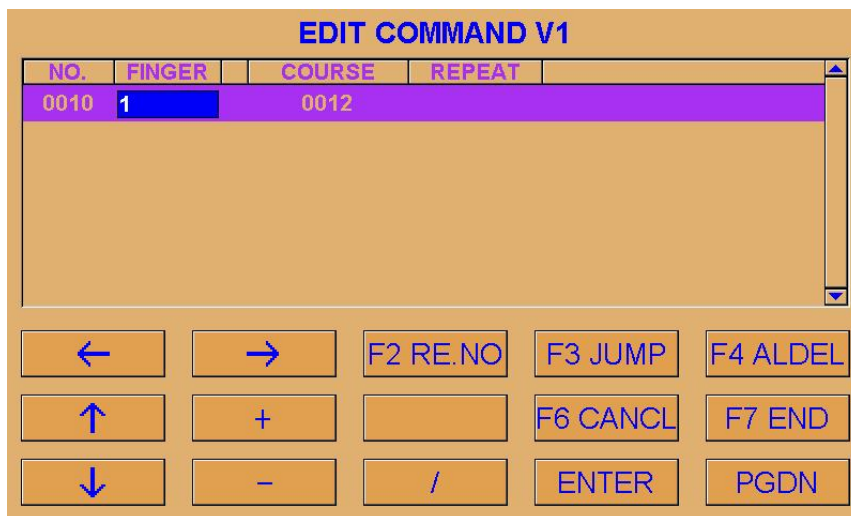 EDIT COMMAND V1
NO. FINGER COURSE REPEAT
0010 1 0012
← → F2 RE.NO F3 JUMP F4 ALDEL
↑ + F6 CANCL F7 END
↓ - / ENTER PGDN